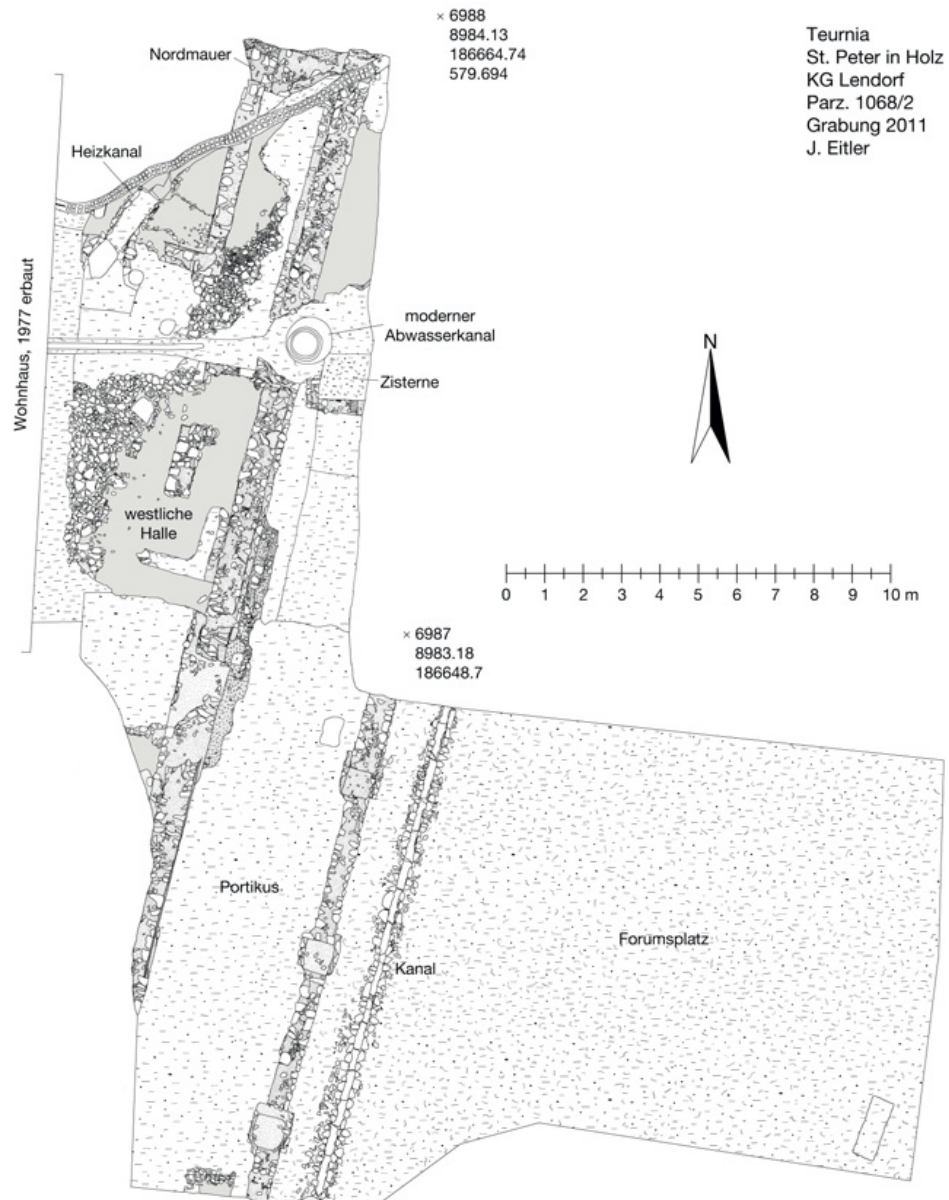 × 6988
8984.13
186664.74
579.694
Teurnia
St. Peter in Holz
KG Lendorf
Parz. 1068/2
Grabung 2011
J. Eitler
Nordmauer
Heizkanal
Wohnhaus, 1977 erbaut
moderner
Abwasserkanal
Zisterne
N
westliche
Halle
0 1 2 3 4 5 6 7 8 9 10 m
× 6987
8983.18
186648.7
Portikus
Kanal
Forumsplatz